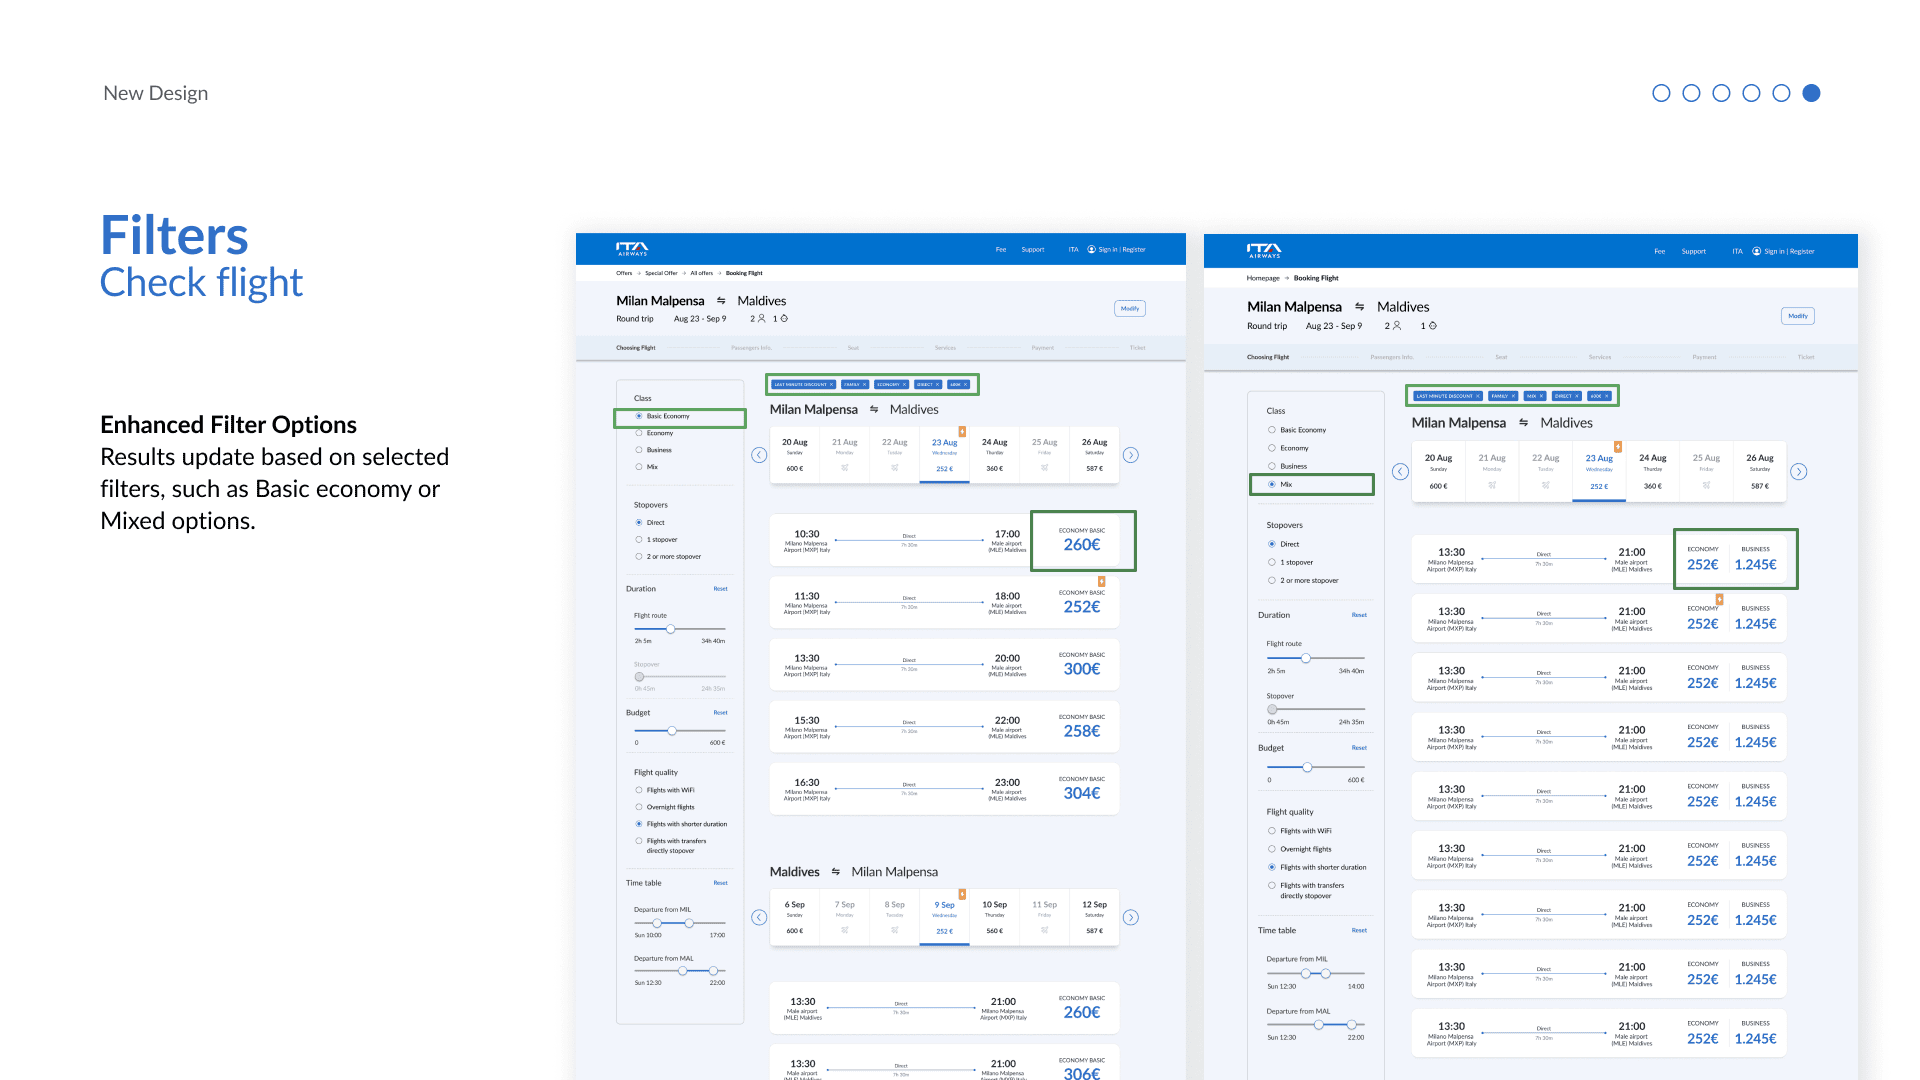 New Design
Filters
Check flight
Enhanced Filter Options
Results update based on selected
filters, such as Basic economy or
Mixed options.
ITA
AIRWAYS
Fee Support ITA Sign in | Register
Offers Special Offer All offers Booking Flight
Milan Malpensa Maldives
Round trip Aug 23 - Sep 9 2 1
Modify
Choosing Flight Passengers Info. Seat Services Payment Ticket
Class
Basic Economy
Economy
Business
Mix
Stopovers
Direct
1 stopover
2 or more stopover
Duration Reset
Flight route
2h 5m 34h 40m
Stopover
0h 45m 24h 35m
Budget Reset
0 600 €
Flight quality
Flights with WiFi
Overnight flights
Flights with shorter duration
Flights with transfers
directly stopover
Time table Reset
Departure from MIL
Sun 10:00 17:00
Departure from MAL
Sun 12:30 22:00
LAST MINUTE DISCOUNT × FAMILY × ECONOMY × DIRECT × 600€ ×
Milan Malpensa Maldives
20 Aug 21 Aug 22 Aug 23 Aug 24 Aug 25 Aug 26 Aug
Sunday Monday Tuesday Wednesday Thursday Friday Saturday
600 € 252 € 360 € 587 €
10:30 Direct 17:00 ECONOMY BASIC
Milano Malpensa 7h 30m Male airport 260€
Airport (MXP) Italy (MLE) Maldives
11:30 Direct 18:00 ECONOMY BASIC
Milano Malpensa 7h 30m Male airport 252€
Airport (MXP) Italy (MLE) Maldives
13:30 Direct 20:00 ECONOMY BASIC
Milano Malpensa 7h 30m Male airport 300€
Airport (MXP) Italy (MLE) Maldives
15:30 Direct 22:00 ECONOMY BASIC
Milano Malpensa 7h 30m Male airport 258€
Airport (MXP) Italy (MLE) Maldives
16:30 Direct 23:00 ECONOMY BASIC
Milano Malpensa 7h 30m Male airport 304€
Airport (MXP) Italy (MLE) Maldives
Maldives Milan Malpensa
6 Sep 7 Sep 8 Sep 9 Sep 10 Sep 11 Sep 12 Sep
Sunday Monday Tuesday Wednesday Thursday Friday Saturday
600 € 252 € 560 € 587 €
13:30 Direct 21:00 ECONOMY BASIC
Male airport 7h 30m Milano Malpensa 260€
(MLE) Maldives Airport (MXP) Italy
13:30 Direct 21:00 ECONOMY BASIC
Male airport 7h 30m Milano Malpensa 306€
(MLE) Maldives Airport (MXP) Italy
ITA
AIRWAYS
Fee Support ITA Sign in | Register
Homepage Booking Flight
Milan Malpensa Maldives
Round trip Aug 23 - Sep 9 2 1
Modify
Choosing Flight Passengers Info. Seat Services Payment Ticket
Class
Basic Economy
Economy
Business
Mix
Stopovers
Direct
1 stopover
2 or more stopover
Duration Reset
Flight route
2h 5m 34h 40m
Stopover
0h 45m 24h 35m
Budget Reset
0 600 €
Flight quality
Flights with WiFi
Overnight flights
Flights with shorter duration
Flights with transfers
directly stopover
Time table Reset
Departure from MIL
Sun 12:30 14:00
Departure from MAL
Sun 12:30 22:00
LAST MINUTE DISCOUNT × FAMILY × MIX × DIRECT × 600€ ×
Milan Malpensa Maldives
20 Aug 21 Aug 22 Aug 23 Aug 24 Aug 25 Aug 26 Aug
Sunday Monday Tuesday Wednesday Thursday Friday Saturday
600 € 252 € 360 € 587 €
13:30 Direct 21:00 ECONOMY BUSINESS
Milano Malpensa 7h 30m Male airport 252€ 1.245€
Airport (MXP) Italy (MLE) Maldives
13:30 Direct 21:00 ECONOMY BUSINESS
Milano Malpensa 7h 30m Male airport 252€ 1.245€
Airport (MXP) Italy (MLE) Maldives
13:30 Direct 21:00 ECONOMY BUSINESS
Milano Malpensa 7h 30m Male airport 252€ 1.245€
Airport (MXP) Italy (MLE) Maldives
13:30 Direct 21:00 ECONOMY BUSINESS
Milano Malpensa 7h 30m Male airport 252€ 1.245€
Airport (MXP) Italy (MLE) Maldives
13:30 Direct 21:00 ECONOMY BUSINESS
Milano Malpensa 7h 30m Male airport 252€ 1.245€
Airport (MXP) Italy (MLE) Maldives
13:30 Direct 21:00 ECONOMY BUSINESS
Milano Malpensa 7h 30m Male airport 252€ 1.245€
Airport (MXP) Italy (MLE) Maldives
13:30 Direct 21:00 ECONOMY BUSINESS
Milano Malpensa 7h 30m Male airport 252€ 1.245€
Airport (MXP) Italy (MLE) Maldives
13:30 Direct 21:00 ECONOMY BUSINESS
Milano Malpensa 7h 30m Male airport 252€ 1.245€
Airport (MXP) Italy (MLE) Maldives
13:30 Direct 21:00 ECONOMY BUSINESS
Milano Malpensa 7h 30m Male airport 252€ 1.245€
Airport (MXP) Italy (MLE) Maldives